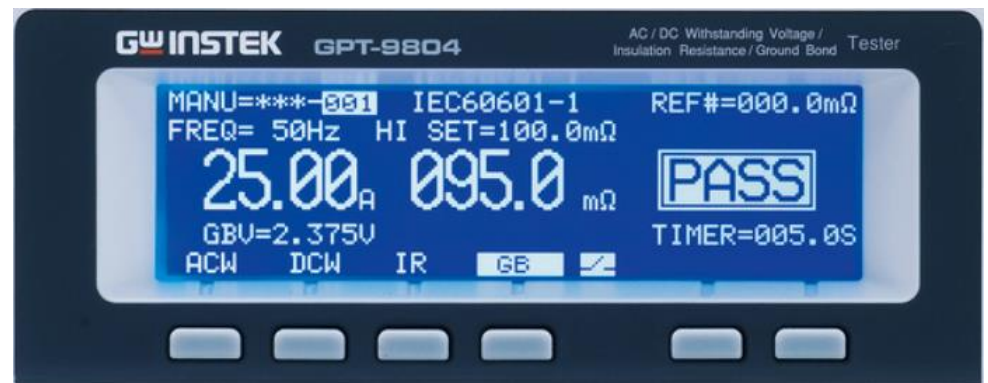 GW INSTEK GPT-9804 AC / DC Withstanding Voltage / Insulation Resistance / Ground Bond Tester
MANU=***-001 IEC60601-1 REF#=000.0mΩ
FREQ= 50Hz HI SET=100.0mΩ
25.00A 095.0 mΩ PASS
GBV=2.375V TIMER=005.0S
ACW DCW IR GB